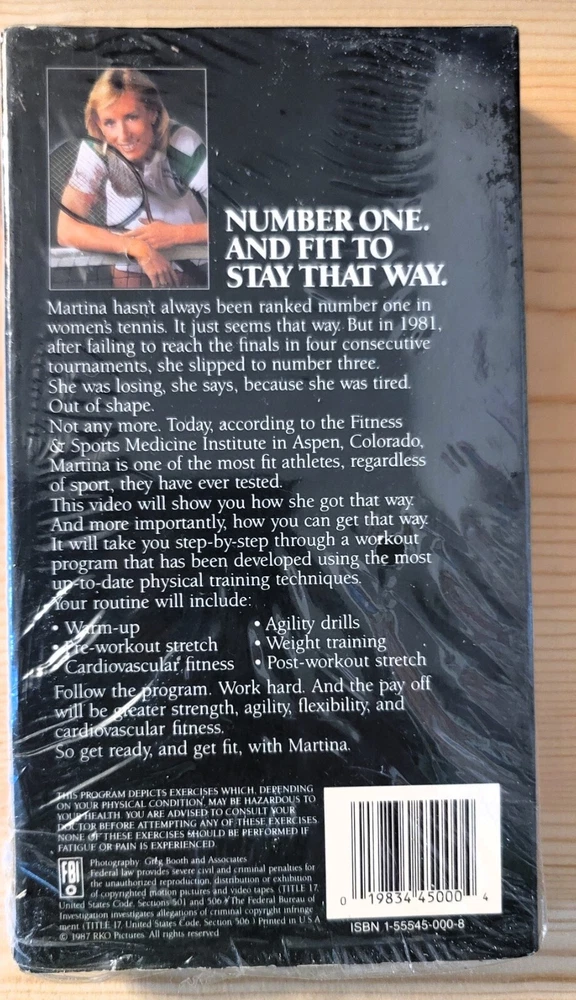 NUMBER ONE.
AND FIT TO
STAY THAT WAY.
Martina hasn't always been ranked number one in
women's tennis. It just seems that way. But in 1981,
after failing to reach the finals in four consecutive
tournaments, she slipped to number three.
She was losing, she says, because she was tired.
Out of shape.
Not any more. Today, according to the Fitness
& Sports Medicine Institute in Aspen, Colorado,
Martina is one of the most fit athletes, regardless
of sport, they have ever tested.
This video will show you how she got that way.
And more importantly, how you can get that way.
It will take you step-by-step through a workout
program that has been developed using the most
up-to-date physical training techniques.
Your routine will include:
• Warm-up
• Pre-workout stretch
• Cardiovascular fitness
• Agility drills
• Weight training
• Post-workout stretch
Follow the program. Work hard. And the pay off
will be greater strength, agility, flexibility, and
cardiovascular fitness.
So get ready, and get fit, with Martina.
THIS PROGRAM DEPICTS EXERCISES WHICH, DEPENDING
ON YOUR PHYSICAL CONDITION, MAY BE HAZARDOUS TO
YOUR HEALTH. YOU ARE ADVISED TO CONSULT YOUR
DOCTOR BEFORE ATTEMPTING ANY OF THESE EXERCISES.
NONE OF THESE EXERCISES SHOULD BE PERFORMED IF
FATIGUE OR PAIN IS EXPERIENCED.
FBI
Photography: Greg Booth and Associates
Federal law provides severe civil and criminal penalties for
the unauthorized reproduction, distribution or exhibition
of copyrighted motion pictures and video tapes. (TITLE 17,
United States Code, Sections 501 and 506.) The Federal Bureau of
Investigation investigates allegations of criminal copyright infringe
ment (TITLE 17, United States Code, Section 506.) Printed in U.S.A.
© 1987 RKO Pictures. All rights reserved
0 19834 45000 4
ISBN 1-55545-000-8